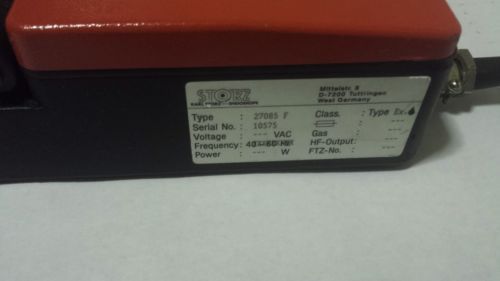 STORZ
KARL STORZ ENDOSKOPE
Mittelstr. 8
D-7200 Tuttlingen
West Germany
Type : 27085 F
Serial No. : 10575
Voltage : --- VAC
Frequency: 40--60 Hz
Power : --- W
Class. : Type Ex.
: ---
Gas : ---
HF-Output: ---
FTZ-No. : ---